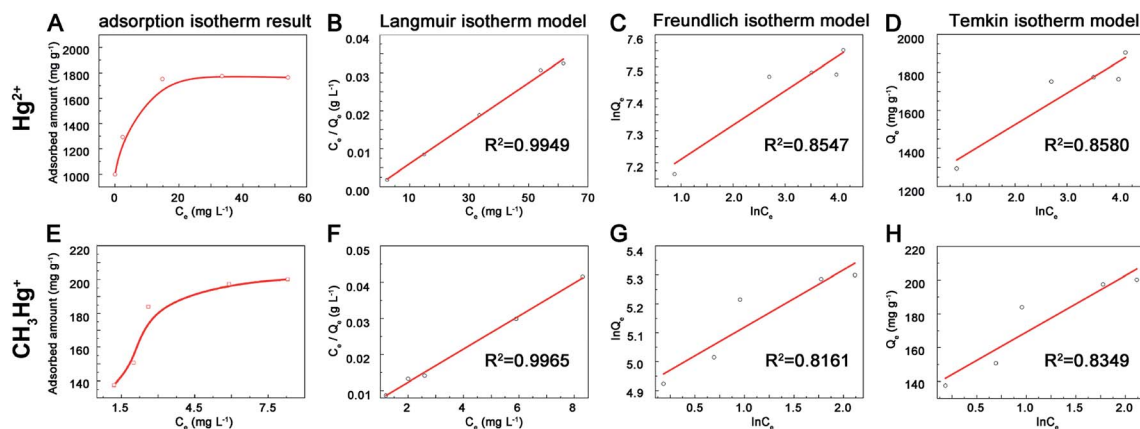 A adsorption isotherm result
B Langmuir isotherm model
C Freundlich isotherm model
D Temkin isotherm model
Hg²⁺
Adsorbed amount (mg g⁻¹)
2000
1800
1600
1400
1200
1000
0 20 40 60
Cₑ (mg L⁻¹)
Cₑ / Qₑ (g L⁻¹)
0.04
0.03
0.02
0.01
0.00
R²=0.9949
10 30 50 70
Cₑ (mg L⁻¹)
lnQₑ
7.6
7.5
7.4
7.3
7.2
R²=0.8547
1.0 2.0 3.0 4.0
lnCₑ
Qₑ (mg g⁻¹)
2000
1800
1600
1400
1200
R²=0.8580
1.0 2.0 3.0 4.0
lnCₑ
CH₃Hg⁺
E
Adsorbed amount (mg g⁻¹)
220
200
180
160
140
1.5 4.5 7.5
Cₑ (mg L⁻¹)
F
Cₑ / Qₑ (g L⁻¹)
0.05
0.04
0.03
0.02
0.01
R²=0.9965
2 4 6 8
Cₑ (mg L⁻¹)
G
lnQₑ
5.4
5.3
5.2
5.1
5.0
4.9
R²=0.8161
0.5 1.0 1.5 2.0
lnCₑ
H
Qₑ (mg g⁻¹)
220
200
180
160
140
R²=0.8349
0.5 1.0 1.5 2.0
lnCₑ